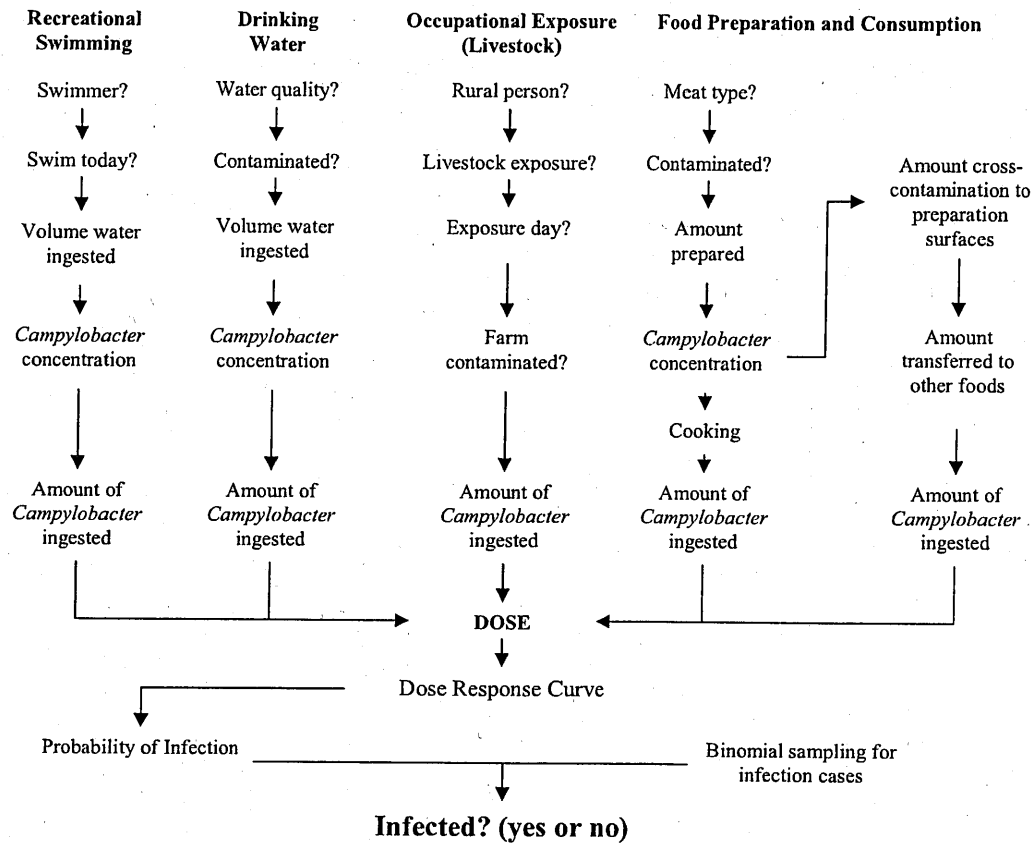 Recreational
Swimming
Swimmer?
Swim today?
Volume water
ingested
Campylobacter
concentration
Amount of
Campylobacter
ingested
Drinking
Water
Water quality?
Contaminated?
Volume water
ingested
Campylobacter
concentration
Amount of
Campylobacter
ingested
Occupational Exposure
(Livestock)
Rural person?
Livestock exposure?
Exposure day?
Farm
contaminated?
Amount of
Campylobacter
ingested
Food Preparation and Consumption
Meat type?
Contaminated?
Amount
prepared
Campylobacter
concentration
Cooking
Amount of
Campylobacter
ingested
Amount cross-
contamination to
preparation
surfaces
Amount
transferred to
other foods
Amount of
Campylobacter
ingested
DOSE
Dose Response Curve
Probability of Infection
Binomial sampling for
infection cases
Infected? (yes or no)